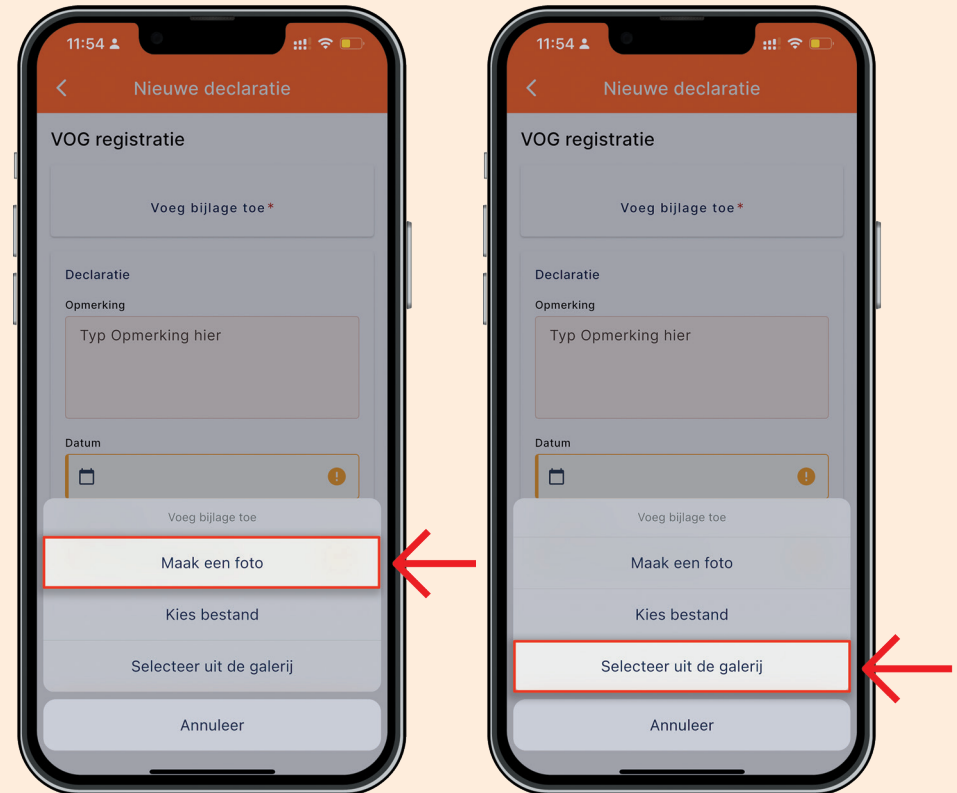 11:54
Nieuwe declaratie
VOG registratie
Voeg bijlage toe*
Declaratie
Opmerking
Typ Opmerking hier
Datum
Voeg bijlage toe
Maak een foto
Kies bestand
Selecteer uit de galerij
Annuleer
11:54
Nieuwe declaratie
VOG registratie
Voeg bijlage toe*
Declaratie
Opmerking
Typ Opmerking hier
Datum
Voeg bijlage toe
Maak een foto
Kies bestand
Selecteer uit de galerij
Annuleer